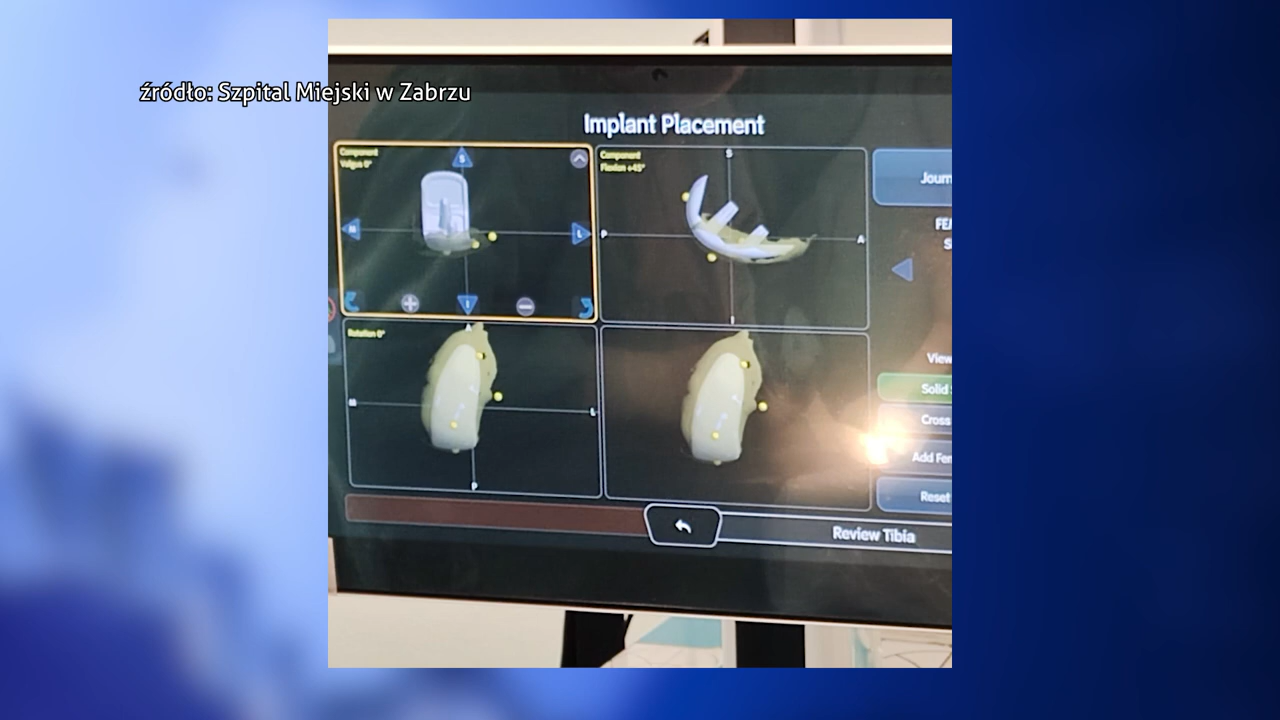 źródło: Szpital Miejski w Zabrzu
Implant Placement
Component
Valgus 0°
S
M
L
I
Component
Flexion +45°
S
P
A
I
Rotation 0°
M
L
P
Journ
View
Solid
Cross
Add Fem
Reset
Review Tibia